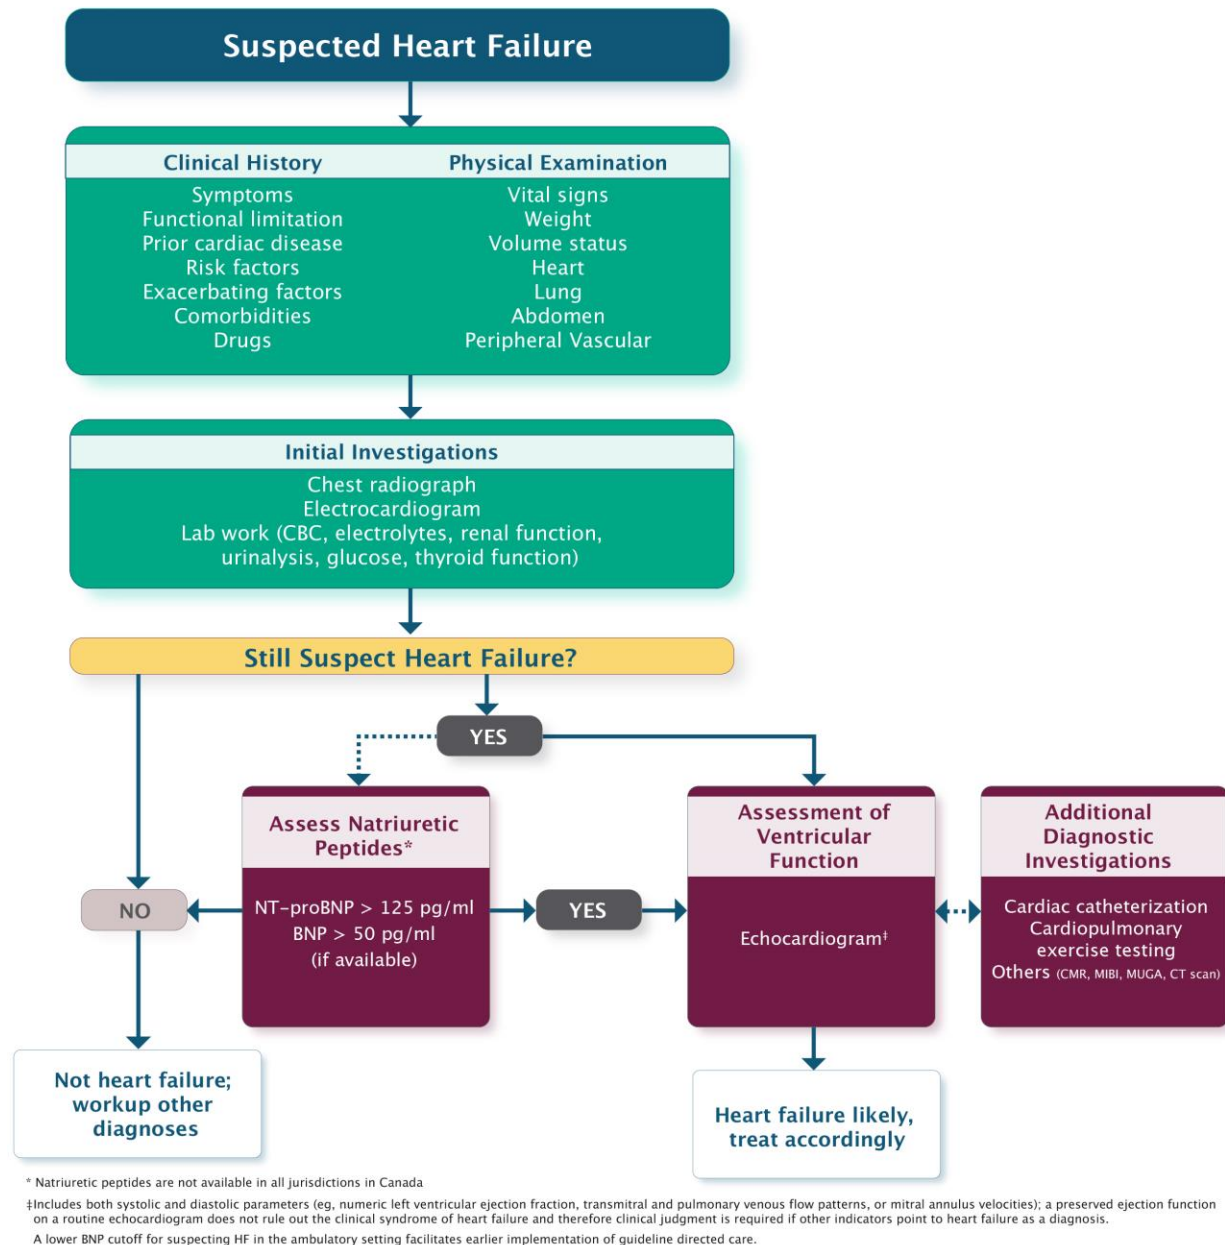 Suspected Heart Failure
Clinical History
Symptoms
Functional limitation
Prior cardiac disease
Risk factors
Exacerbating factors
Comorbidities
Drugs
Physical Examination
Vital signs
Weight
Volume status
Heart
Lung
Abdomen
Peripheral Vascular
Initial Investigations
Chest radiograph
Electrocardiogram
Lab work (CBC, electrolytes, renal function,
urinalysis, glucose, thyroid function)
Still Suspect Heart Failure?
YES
Assess Natriuretic
Peptides*
NT-proBNP > 125 pg/ml
BNP > 50 pg/ml
(if available)
NO
YES
Assessment of
Ventricular
Function
Echocardiogram‡
Additional
Diagnostic
Investigations
Cardiac catheterization
Cardiopulmonary
exercise testing
Others (CMR, MIBI, MUGA, CT scan)
Not heart failure;
workup other
diagnoses
Heart failure likely,
treat accordingly
* Natriuretic peptides are not available in all jurisdictions in Canada
‡Includes both systolic and diastolic parameters (eg, numeric left ventricular ejection fraction, transmitral and pulmonary venous flow patterns, or mitral annulus velocities); a preserved ejection function
on a routine echocardiogram does not rule out the clinical syndrome of heart failure and therefore clinical judgment is required if other indicators point to heart failure as a diagnosis.
A lower BNP cutoff for suspecting HF in the ambulatory setting facilitates earlier implementation of guideline directed care.